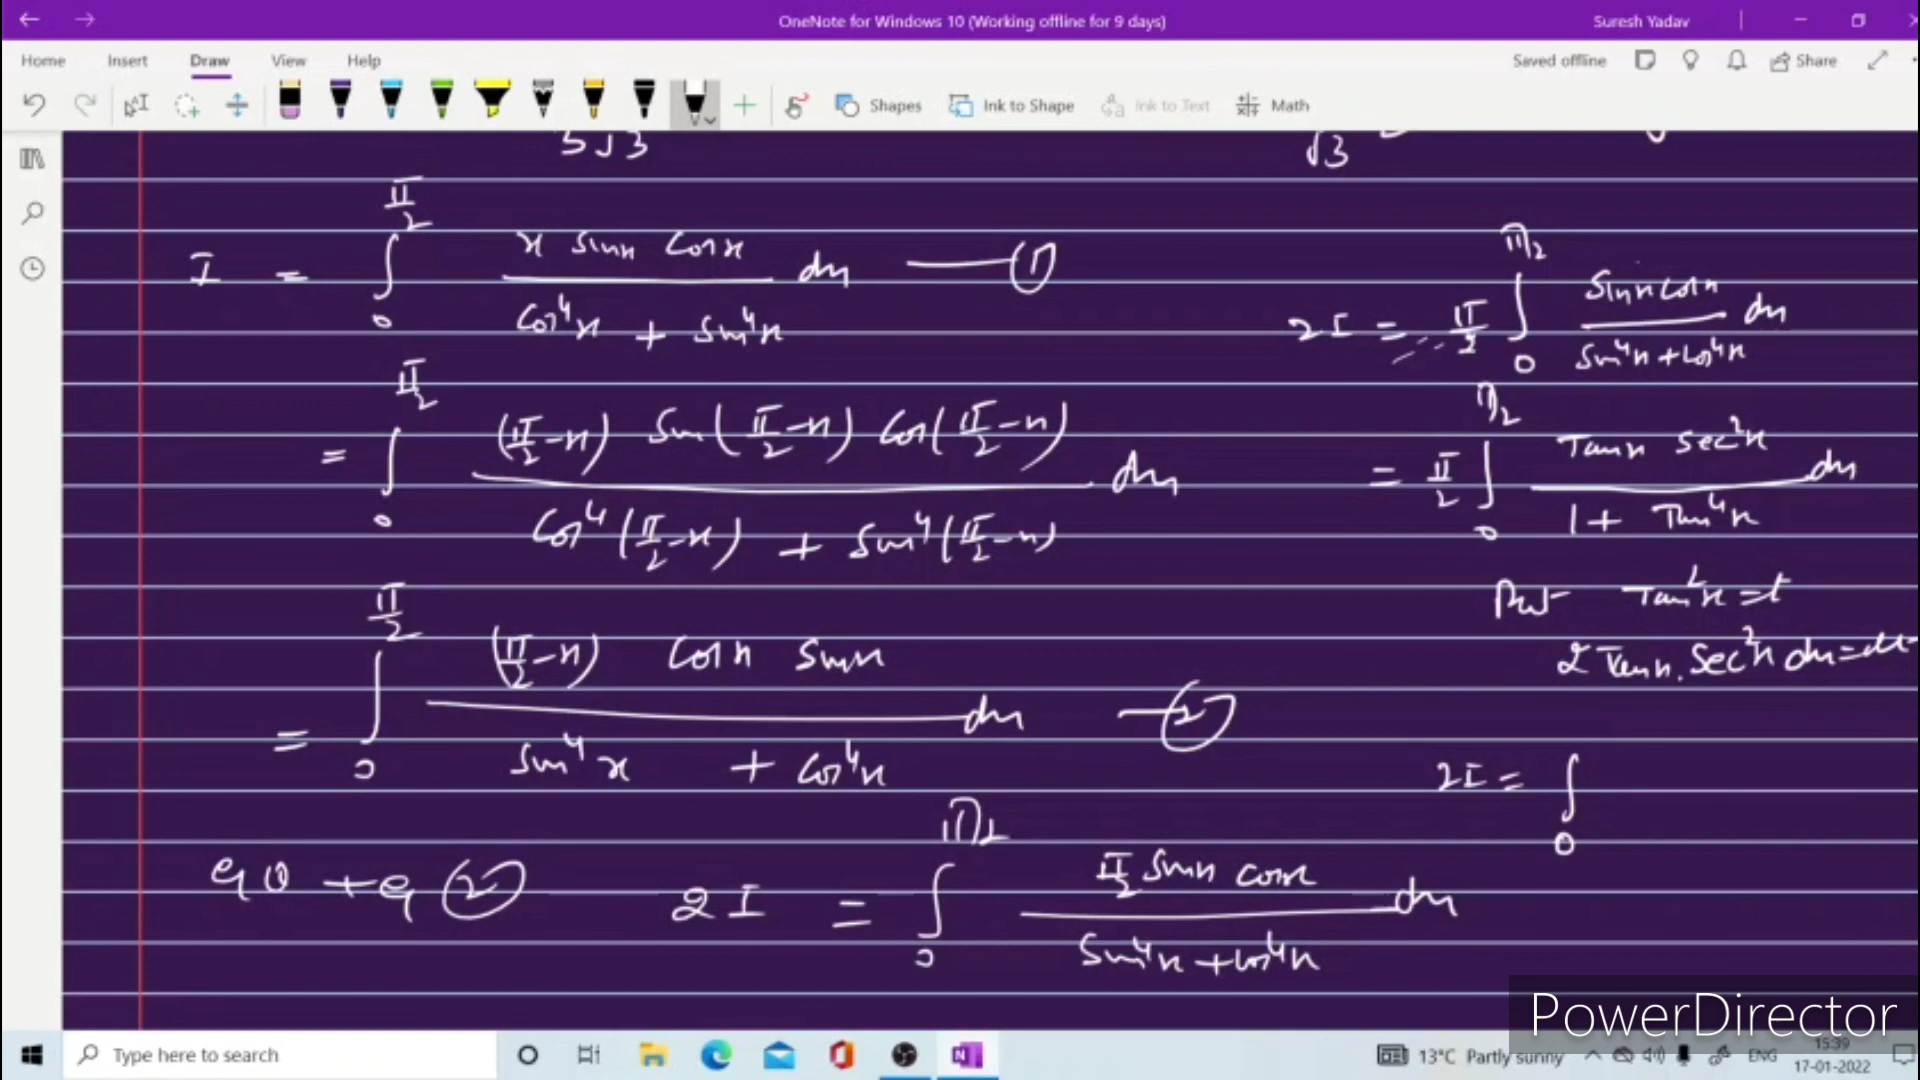 OneNote for Windows 10 (Working offline for 9 days)
Suresh Yadav
Home Insert Draw View Help
Saved offline Share
Shapes Ink to Shape Ink to Text Math
5√3
√3
I = ∫₀^(π/2) x sinx cosx / (cos⁴x + sin⁴x) dx — ①
= ∫₀^(π/2) (π/2-x) sin(π/2-x) cos(π/2-x) / (cos⁴(π/2-x) + sin⁴(π/2-x)) dx
= ∫₀^(π/2) (π/2-x) cosx sinx / (sin⁴x + cos⁴x) dx — ②
eq ① + eq ② 2I = ∫₀^(π/2) π/2 sinx cosx / (sin⁴x + cos⁴x) dx
2I = π/2 ∫₀^(π/2) sinx cosx / (sin⁴x + cos⁴x) dx
= π/2 ∫₀^(π/2) Tanx sec²x / (1 + Tan⁴x) dx
Put Tan²x = t
2 Tanx. Sec²x dx = dt
2I = ∫₀
PowerDirector
Type here to search
13°C Partly sunny
ENG
15:39
17-01-2022